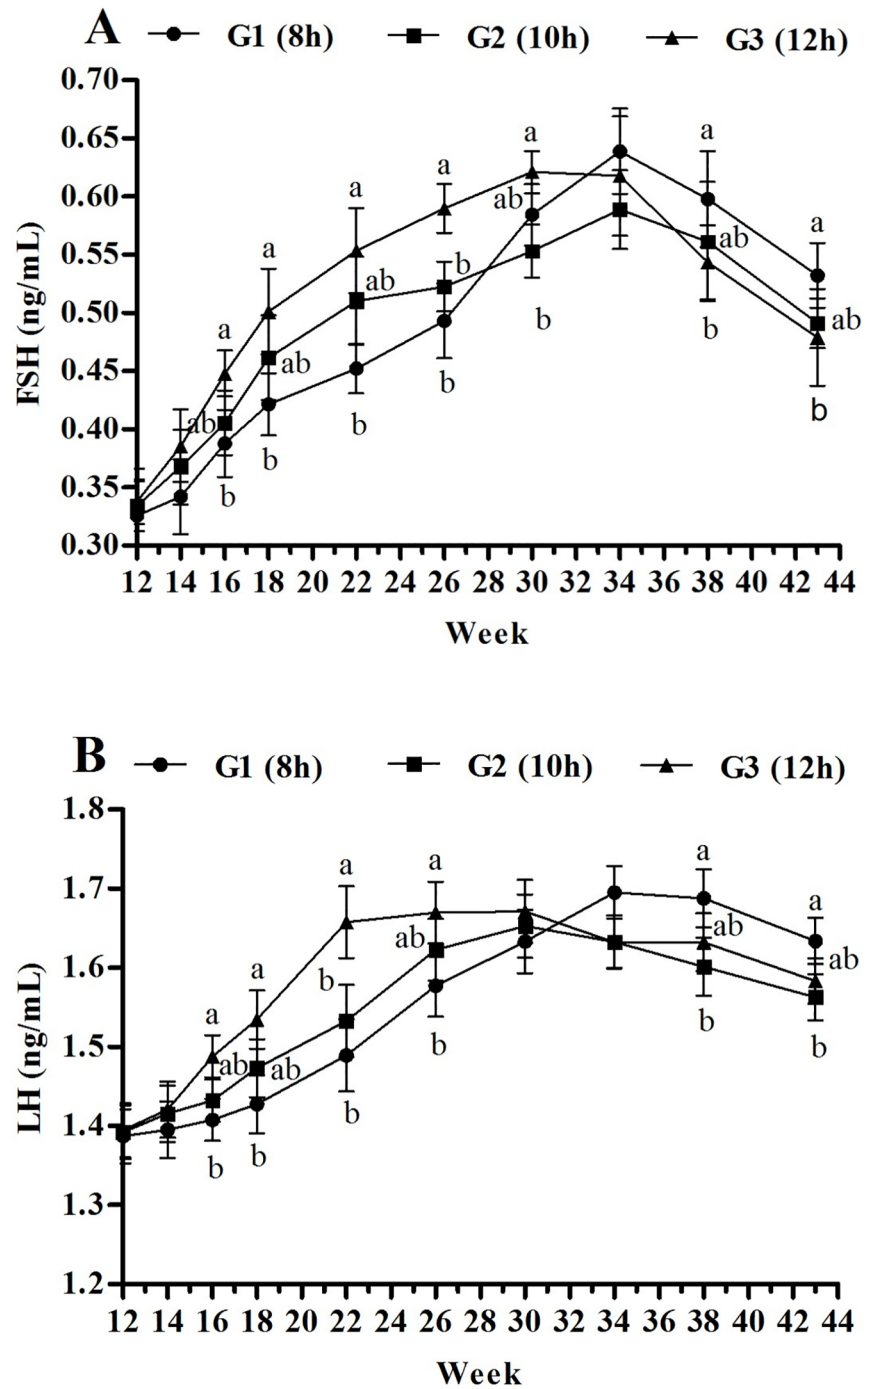 A G1 (8h) G2 (10h) G3 (12h)
0.70
0.65
0.60
0.55
0.50
0.45
0.40
0.35
0.30
FSH (ng/mL)
a
a
a
a
a
a
a
ab
ab
ab
b
ab
ab
ab
b
b
b
b
b
b
b
12 14 16 18 20 22 24 26 28 30 32 34 36 38 40 42 44
Week
B G1 (8h) G2 (10h) G3 (12h)
1.8
1.7
1.6
1.5
1.4
1.3
1.2
LH (ng/mL)
a
a
a
a
a
a
ab
ab
b
ab
ab
ab
b
b
b
b
b
b
12 14 16 18 20 22 24 26 28 30 32 34 36 38 40 42 44
Week